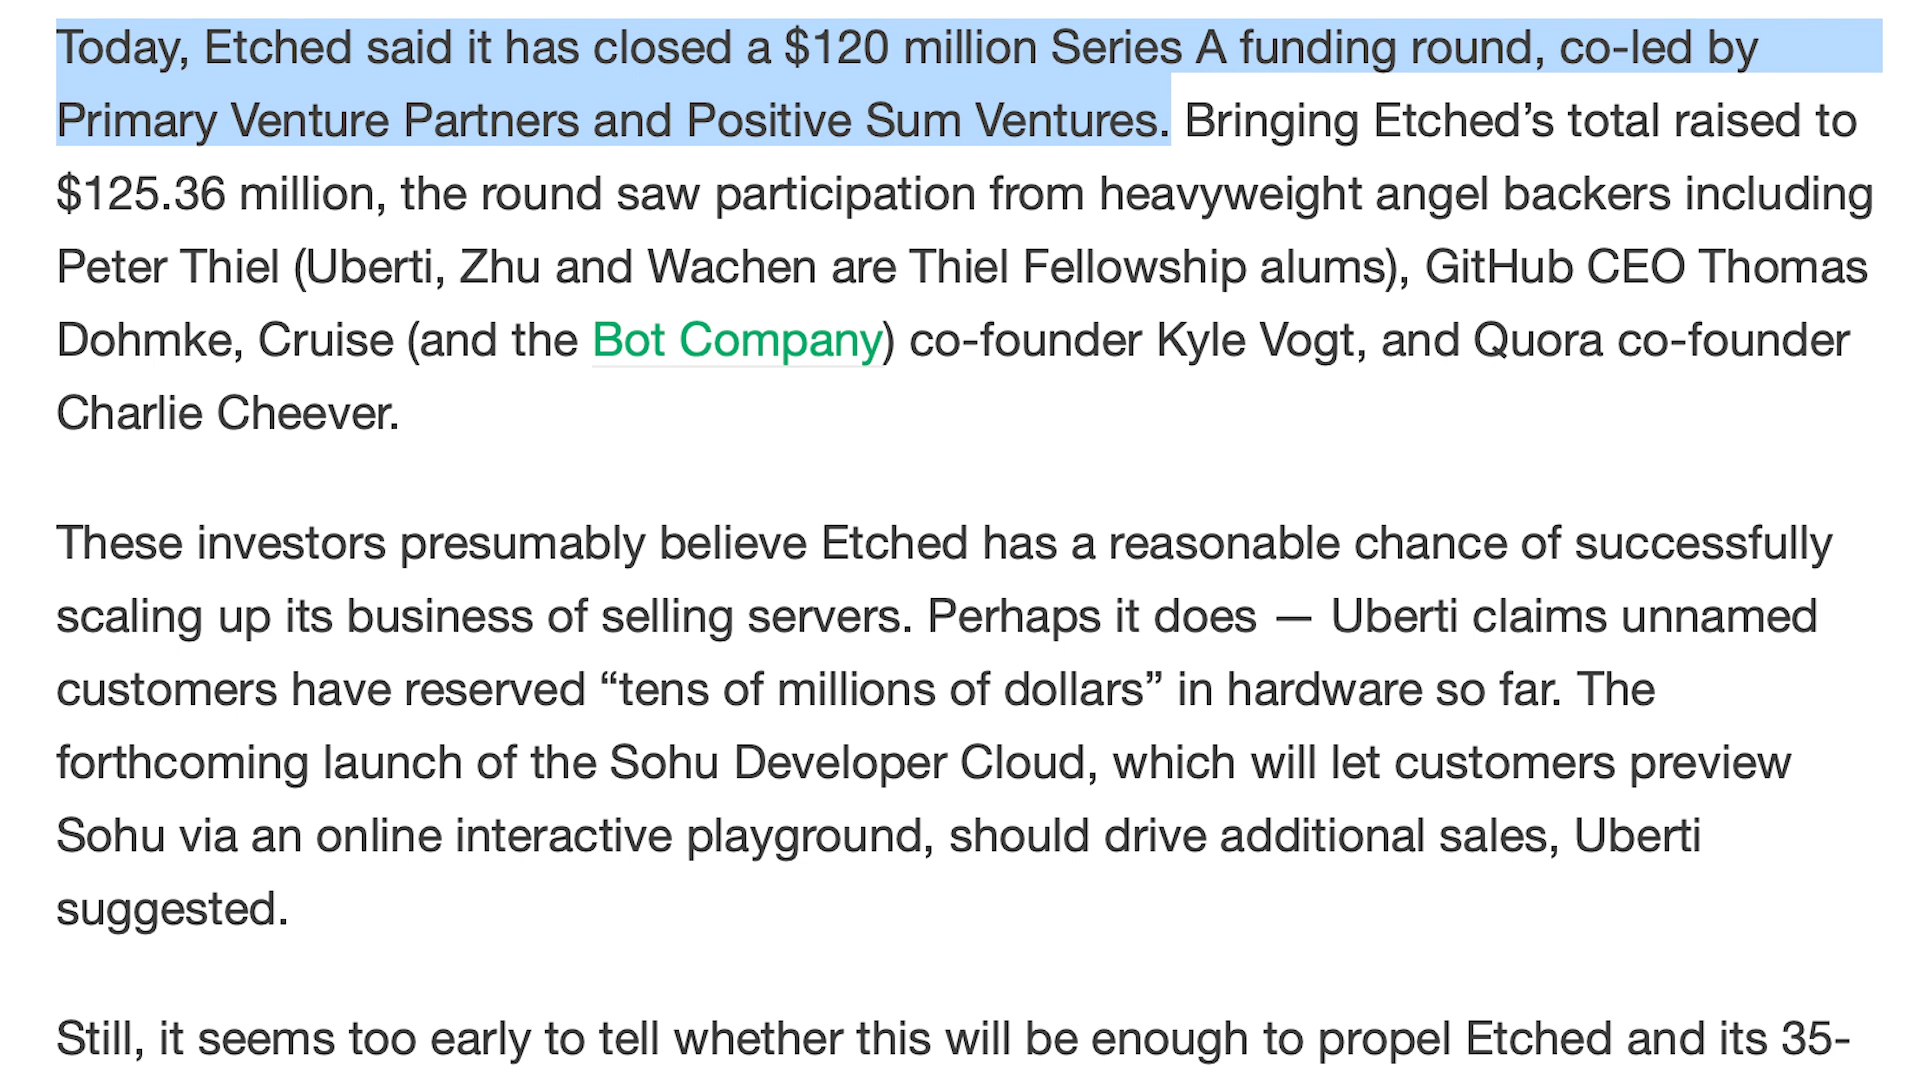 Today, Etched said it has closed a $120 million Series A funding round, co-led by
Primary Venture Partners and Positive Sum Ventures. Bringing Etched’s total raised to
$125.36 million, the round saw participation from heavyweight angel backers including
Peter Thiel (Uberti, Zhu and Wachen are Thiel Fellowship alums), GitHub CEO Thomas
Dohmke, Cruise (and the Bot Company) co-founder Kyle Vogt, and Quora co-founder
Charlie Cheever.
These investors presumably believe Etched has a reasonable chance of successfully
scaling up its business of selling servers. Perhaps it does — Uberti claims unnamed
customers have reserved “tens of millions of dollars” in hardware so far. The
forthcoming launch of the Sohu Developer Cloud, which will let customers preview
Sohu via an online interactive playground, should drive additional sales, Uberti
suggested.
Still, it seems too early to tell whether this will be enough to propel Etched and its 35-